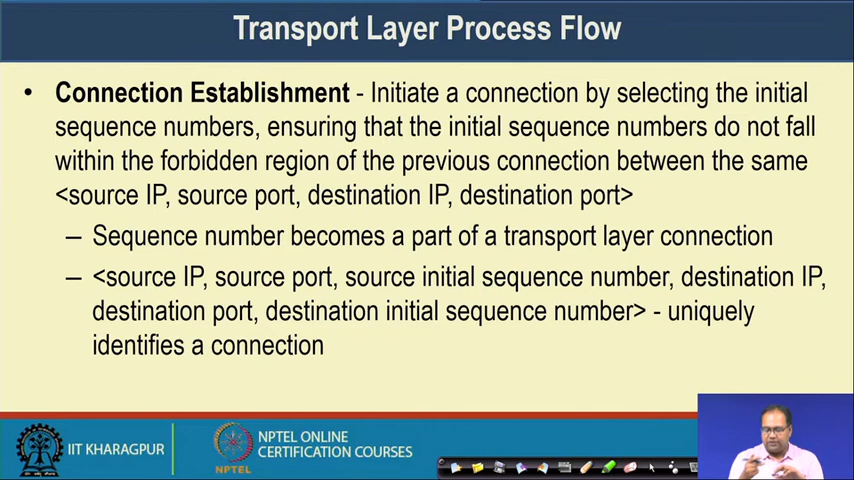 Transport Layer Process Flow
• Connection Establishment - Initiate a connection by selecting the initial
sequence numbers, ensuring that the initial sequence numbers do not fall
within the forbidden region of the previous connection between the same
<source IP, source port, destination IP, destination port>
– Sequence number becomes a part of a transport layer connection
– <source IP, source port, source initial sequence number, destination IP,
destination port, destination initial sequence number> - uniquely
identifies a connection
IIT KHARAGPUR
NPTEL
NPTEL ONLINE
CERTIFICATION COURSES